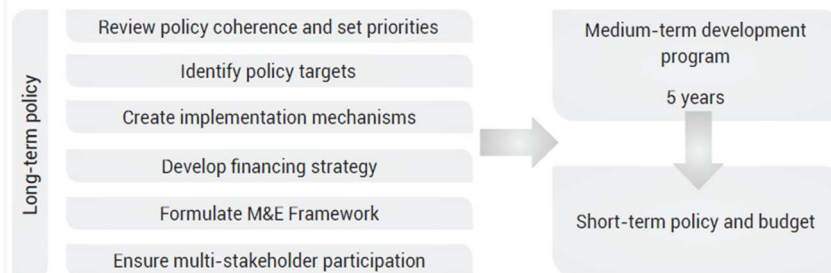 Long-term policy
Review policy coherence and set priorities
Identify policy targets
Create implementation mechanisms
Develop financing strategy
Formulate M&E Framework
Ensure multi-stakeholder participation
Medium-term development
program
5 years
Short-term policy and budget